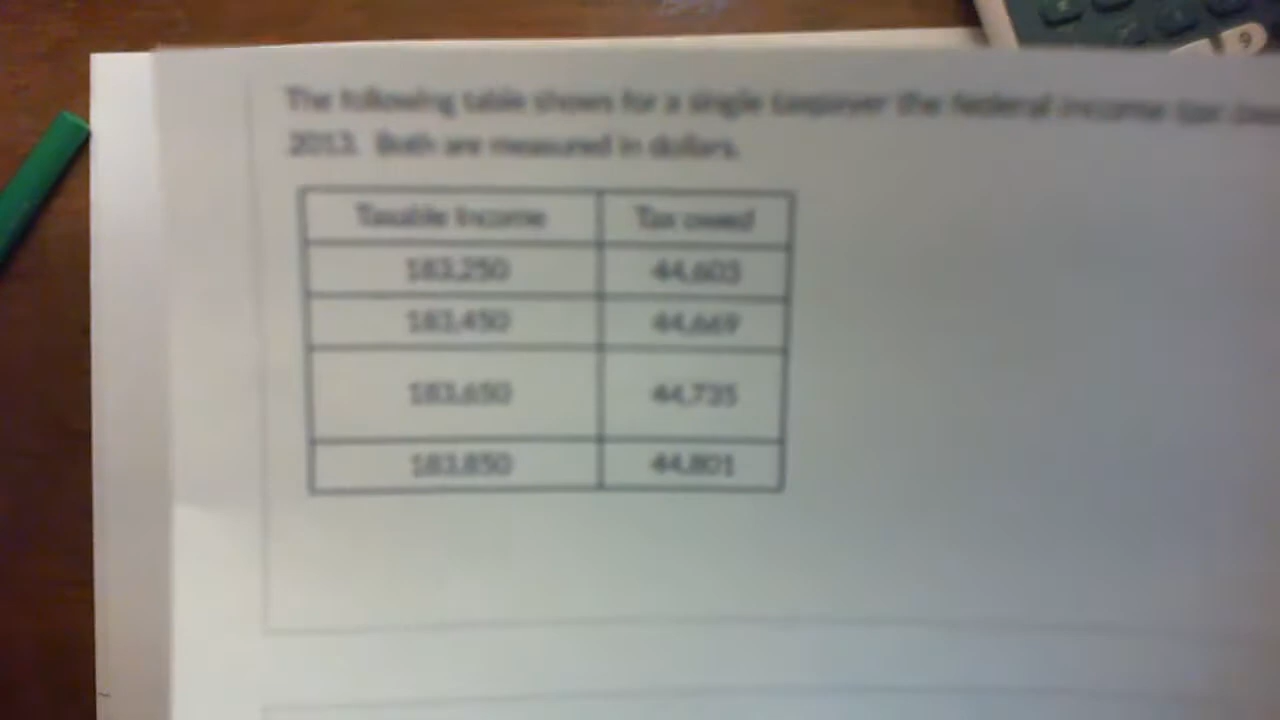 The following table shows for a single taxpayer the federal income tax
2013. Both are measured in dollars.
Taxable Income Tax owed
183,250 44,603
183,450 44,669
183,650 44,735
183,850 44,801
9